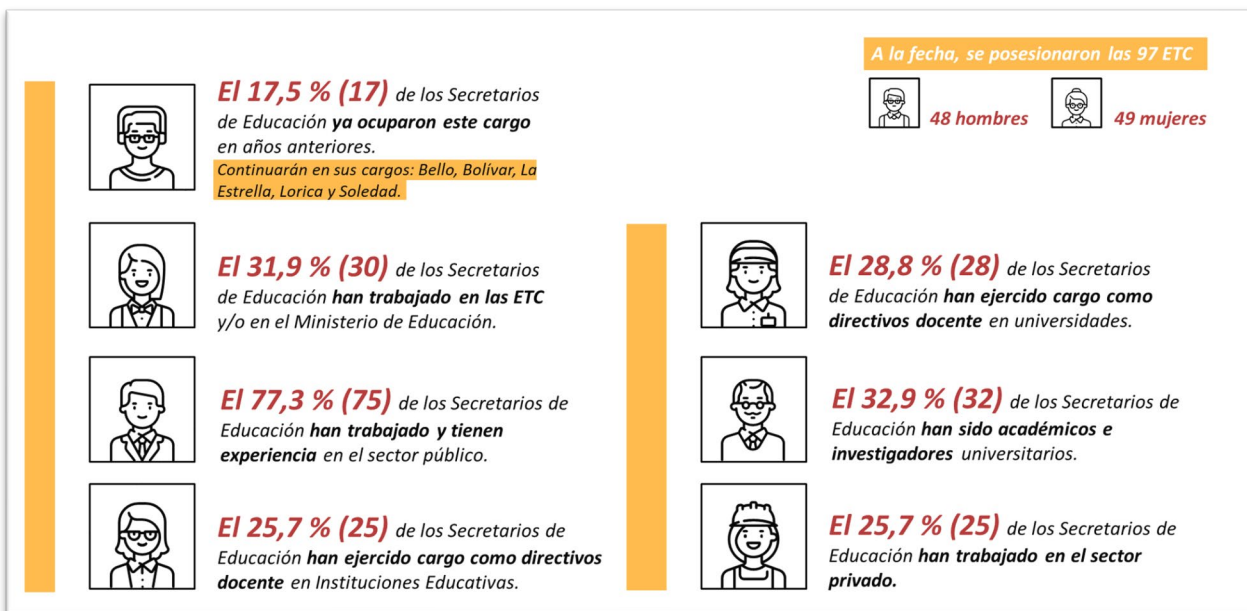 A la fecha, se posesionaron las 97 ETC
48 hombres
49 mujeres
El 17,5 % (17) de los Secretarios
de Educación ya ocuparon este cargo
en años anteriores.
Continuarán en sus cargos: Bello, Bolívar, La
Estrella, Lorica y Soledad.
El 31,9 % (30) de los Secretarios
de Educación han trabajado en las ETC
y/o en el Ministerio de Educación.
El 77,3 % (75) de los Secretarios de
Educación han trabajado y tienen
experiencia en el sector público.
El 25,7 % (25) de los Secretarios de
Educación han ejercido cargo como directivos
docente en Instituciones Educativas.
El 28,8 % (28) de los Secretarios
de Educación han ejercido cargo como
directivos docente en universidades.
El 32,9 % (32) de los Secretarios de
Educación han sido académicos e
investigadores universitarios.
El 25,7 % (25) de los Secretarios de
Educación han trabajado en el sector
privado.